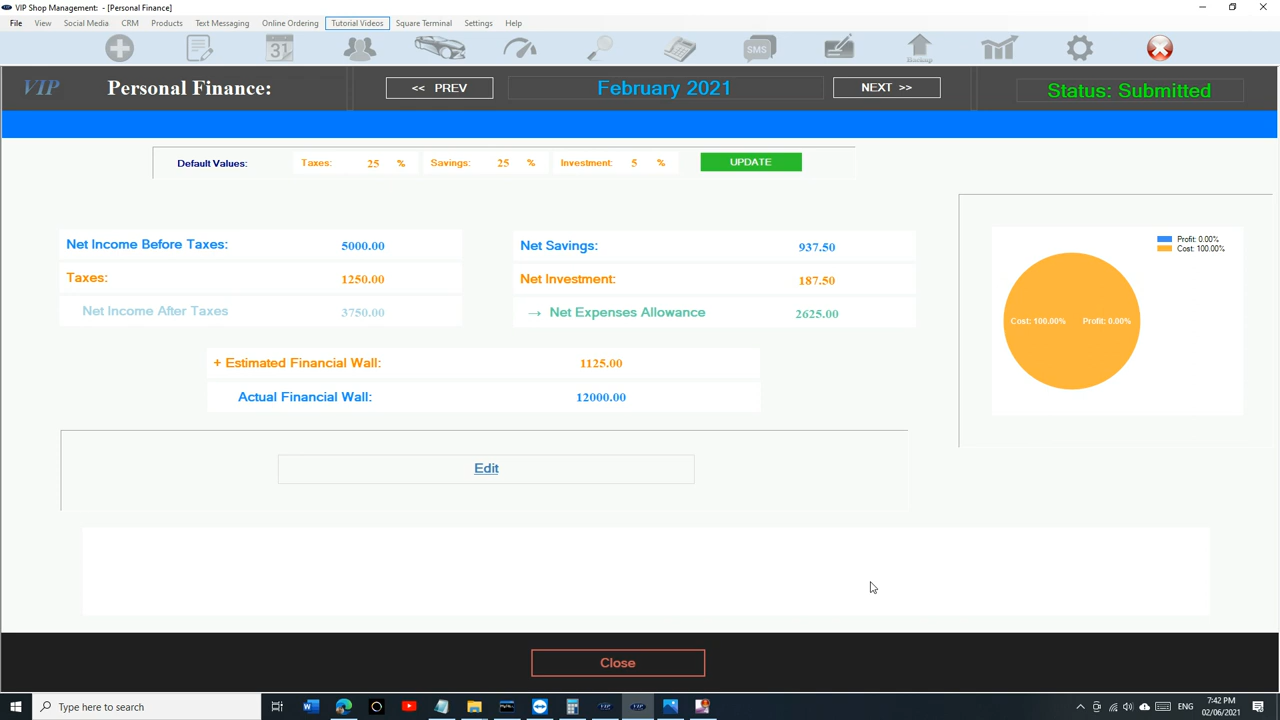 VIP Shop Management: - [Personal Finance]
File View Social Media CRM Products Text Messaging Online Ordering Tutorial Videos Square Terminal Settings Help
31 SMS Backup
VIP Personal Finance: << PREV February 2021 NEXT >> Status: Submitted
Default Values: Taxes: 25 % Savings: 25 % Investment: 5 % UPDATE
Net Income Before Taxes: 5000.00
Taxes: 1250.00
Net Income After Taxes 3750.00
Net Savings: 937.50
Net Investment: 187.50
→ Net Expenses Allowance 2625.00
+ Estimated Financial Wall: 1125.00
Actual Financial Wall: 12000.00
Profit: 0.00%
Cost: 100.00%
Cost: 100.00% Profit: 0.00%
Edit
Close
Type here to search
ENG
7:42 PM
02/06/2021